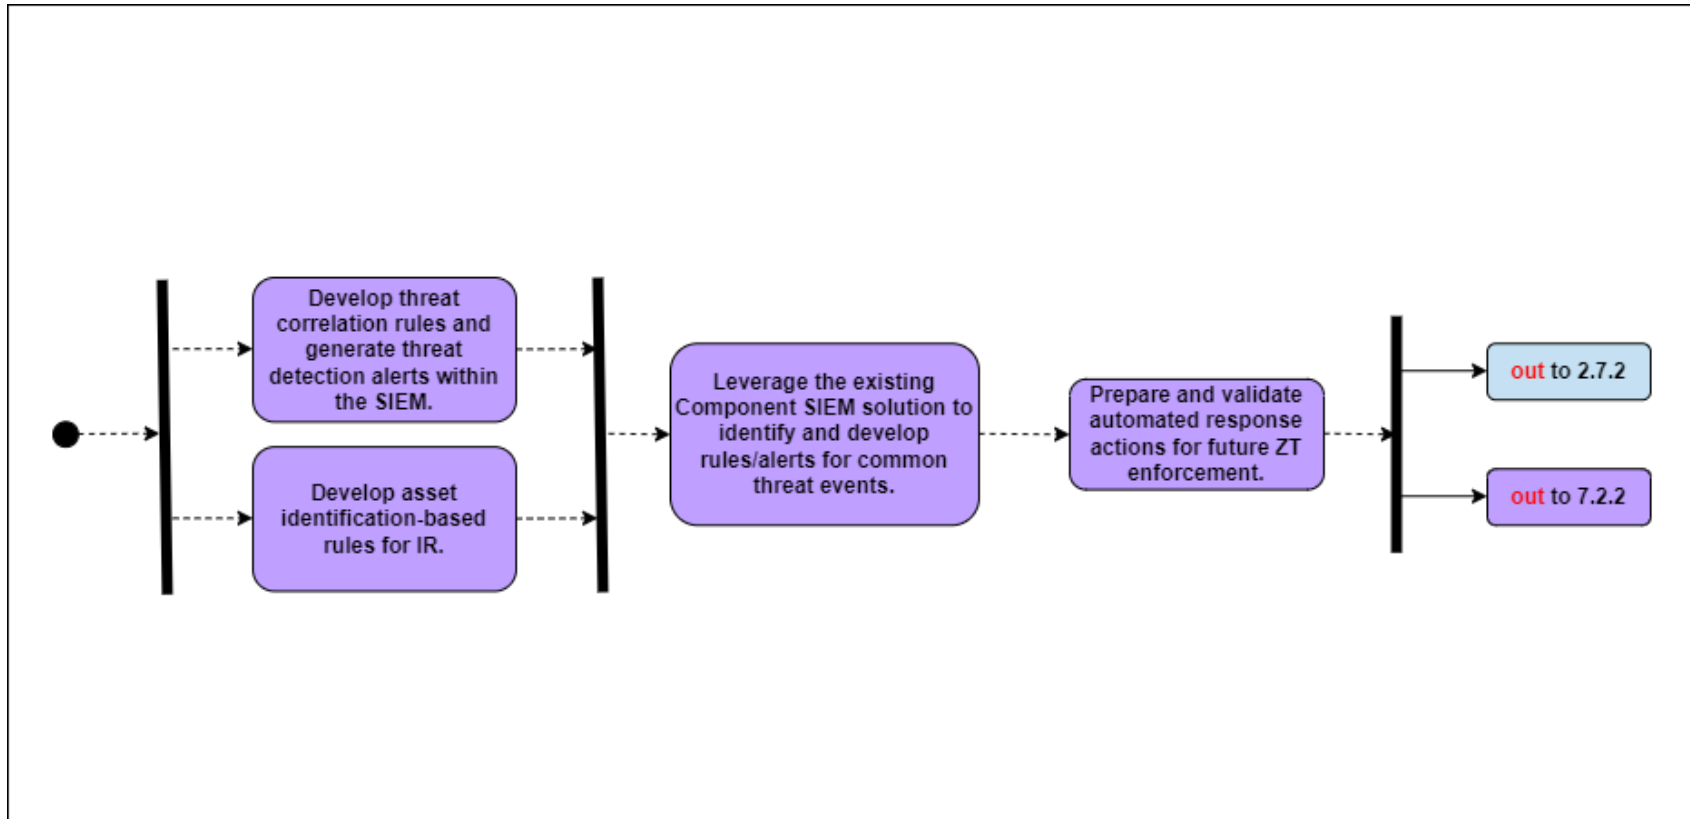 Develop threat
correlation rules and
generate threat
detection alerts within
the SIEM.
Develop asset
identification-based
rules for IR.
Leverage the existing
Component SIEM solution to
identify and develop
rules/alerts for common
threat events.
Prepare and validate
automated response
actions for future ZT
enforcement.
out to 2.7.2
out to 7.2.2